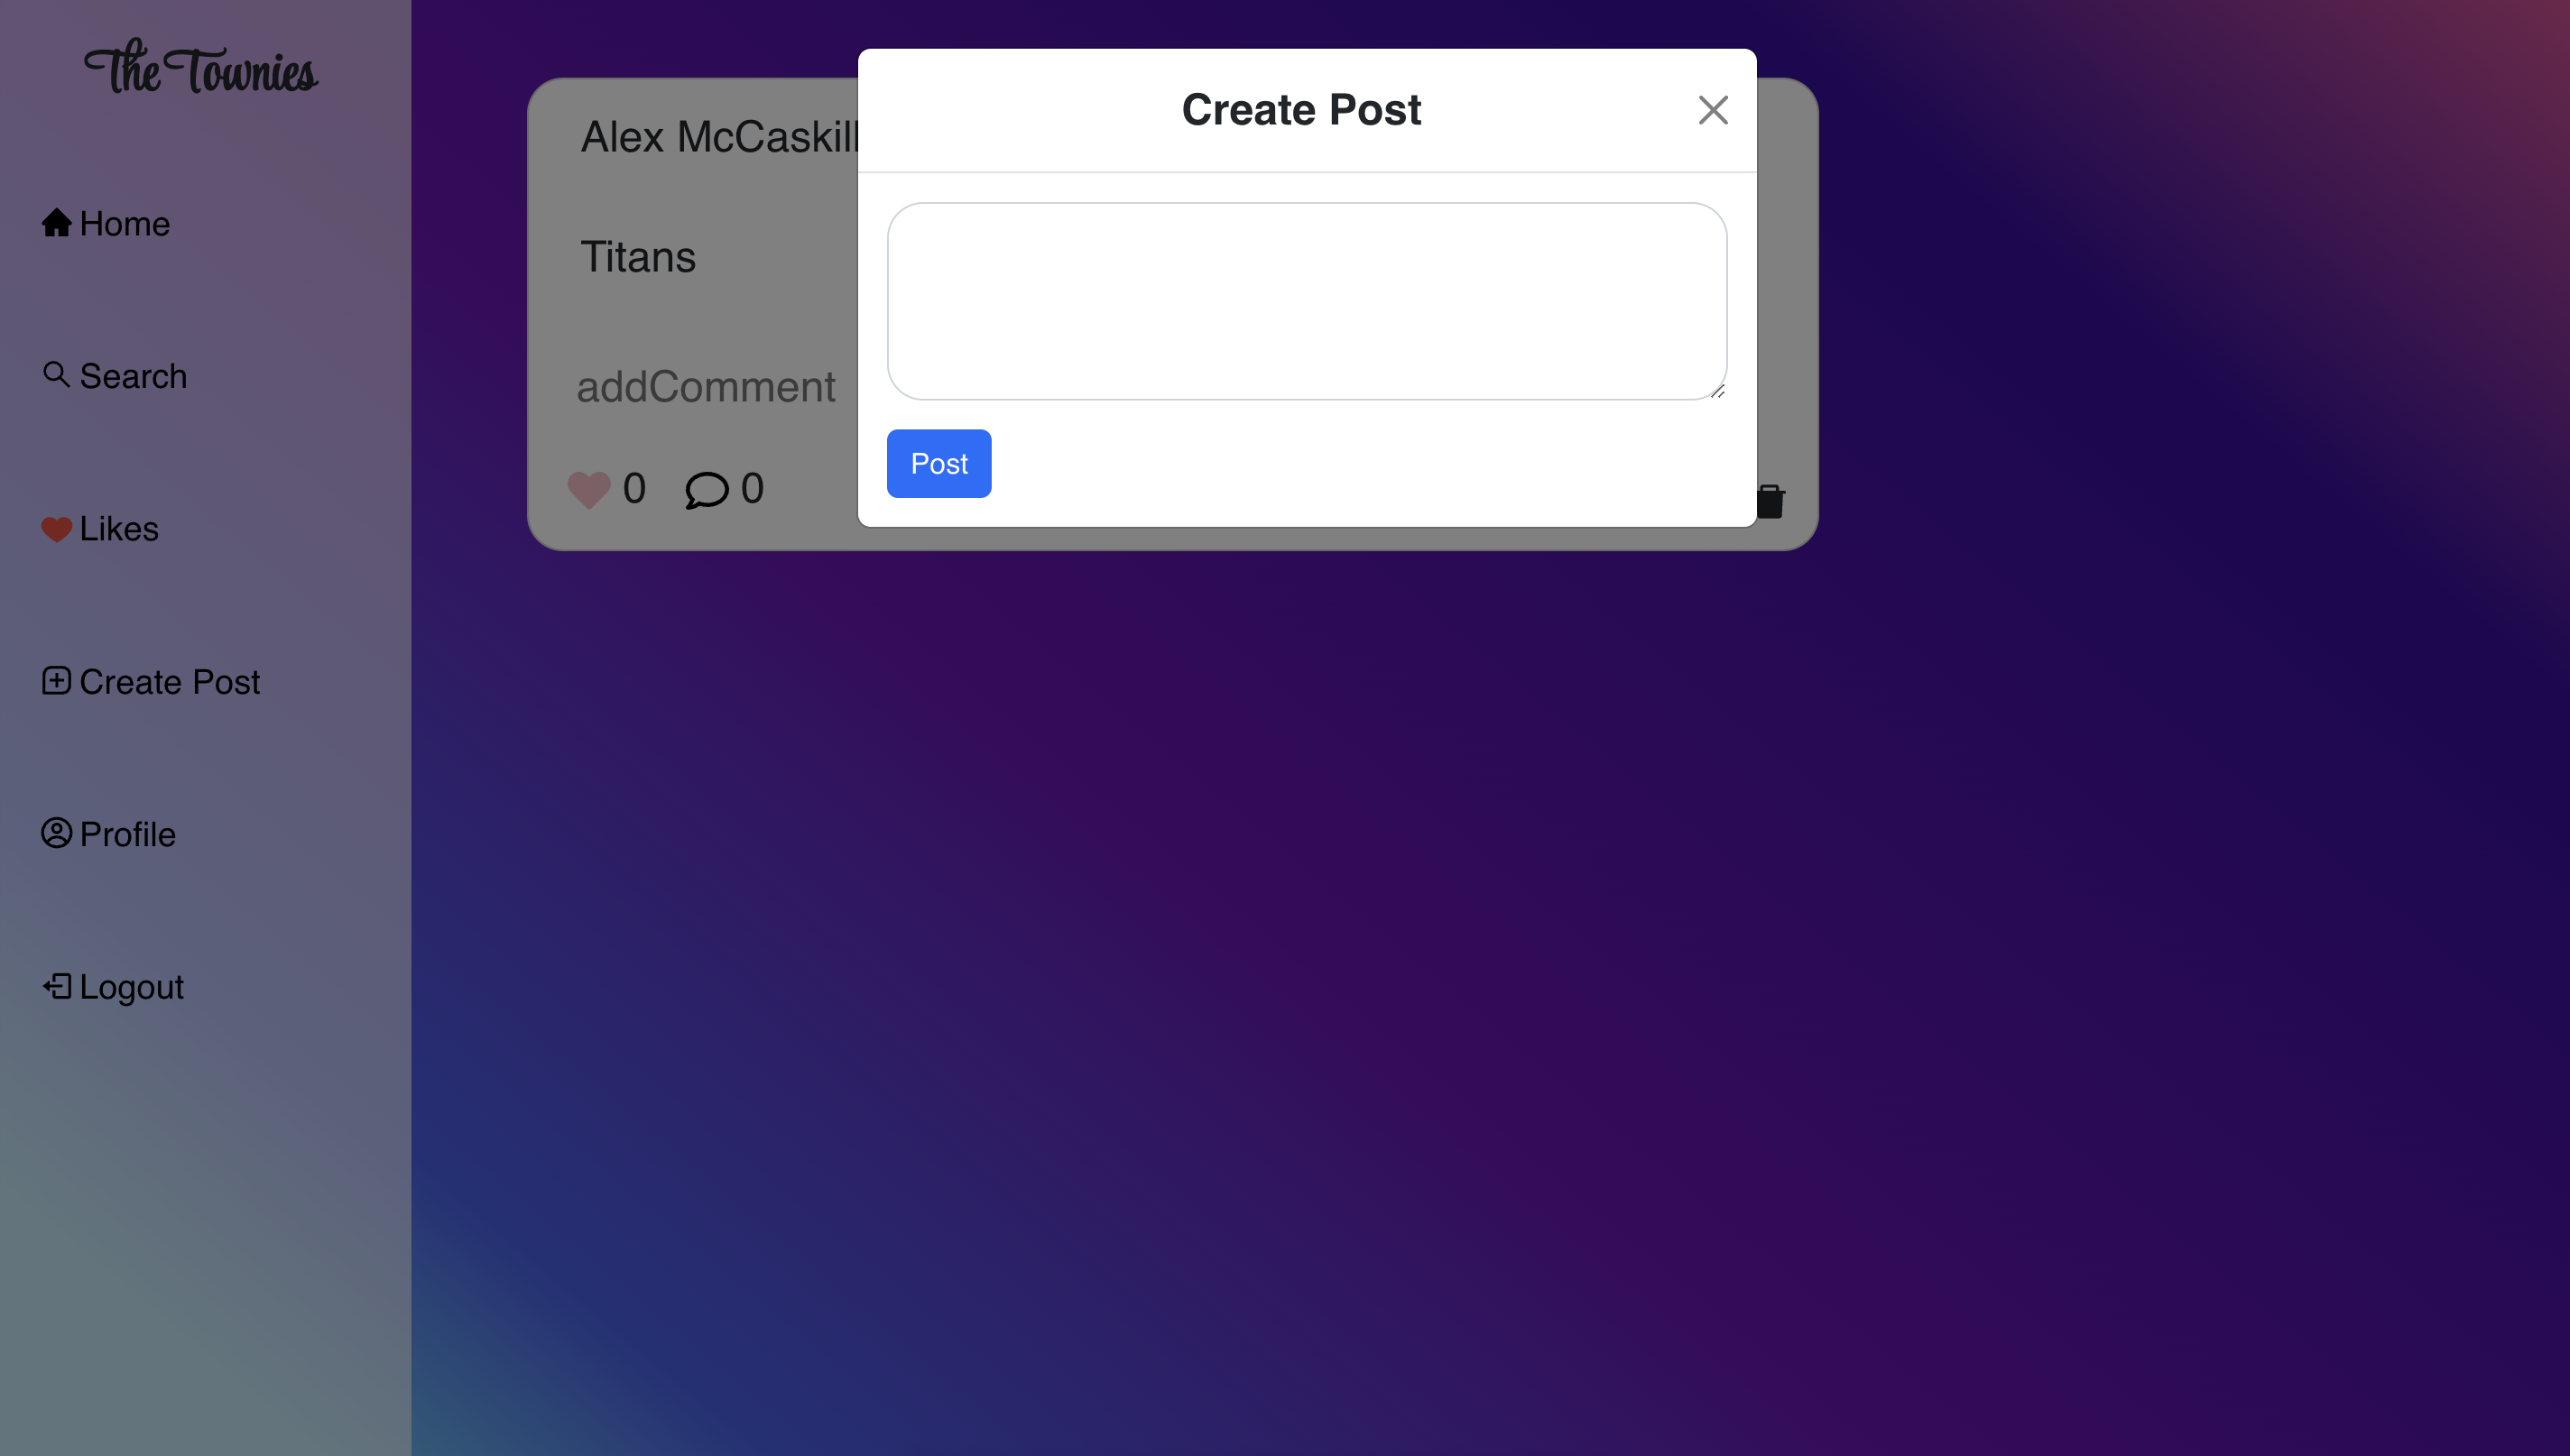 The Townies
Home
Search
Likes
Create Post
Profile
Logout
Alex McCaskill
Titans
addComment
0 0
Create Post
Post